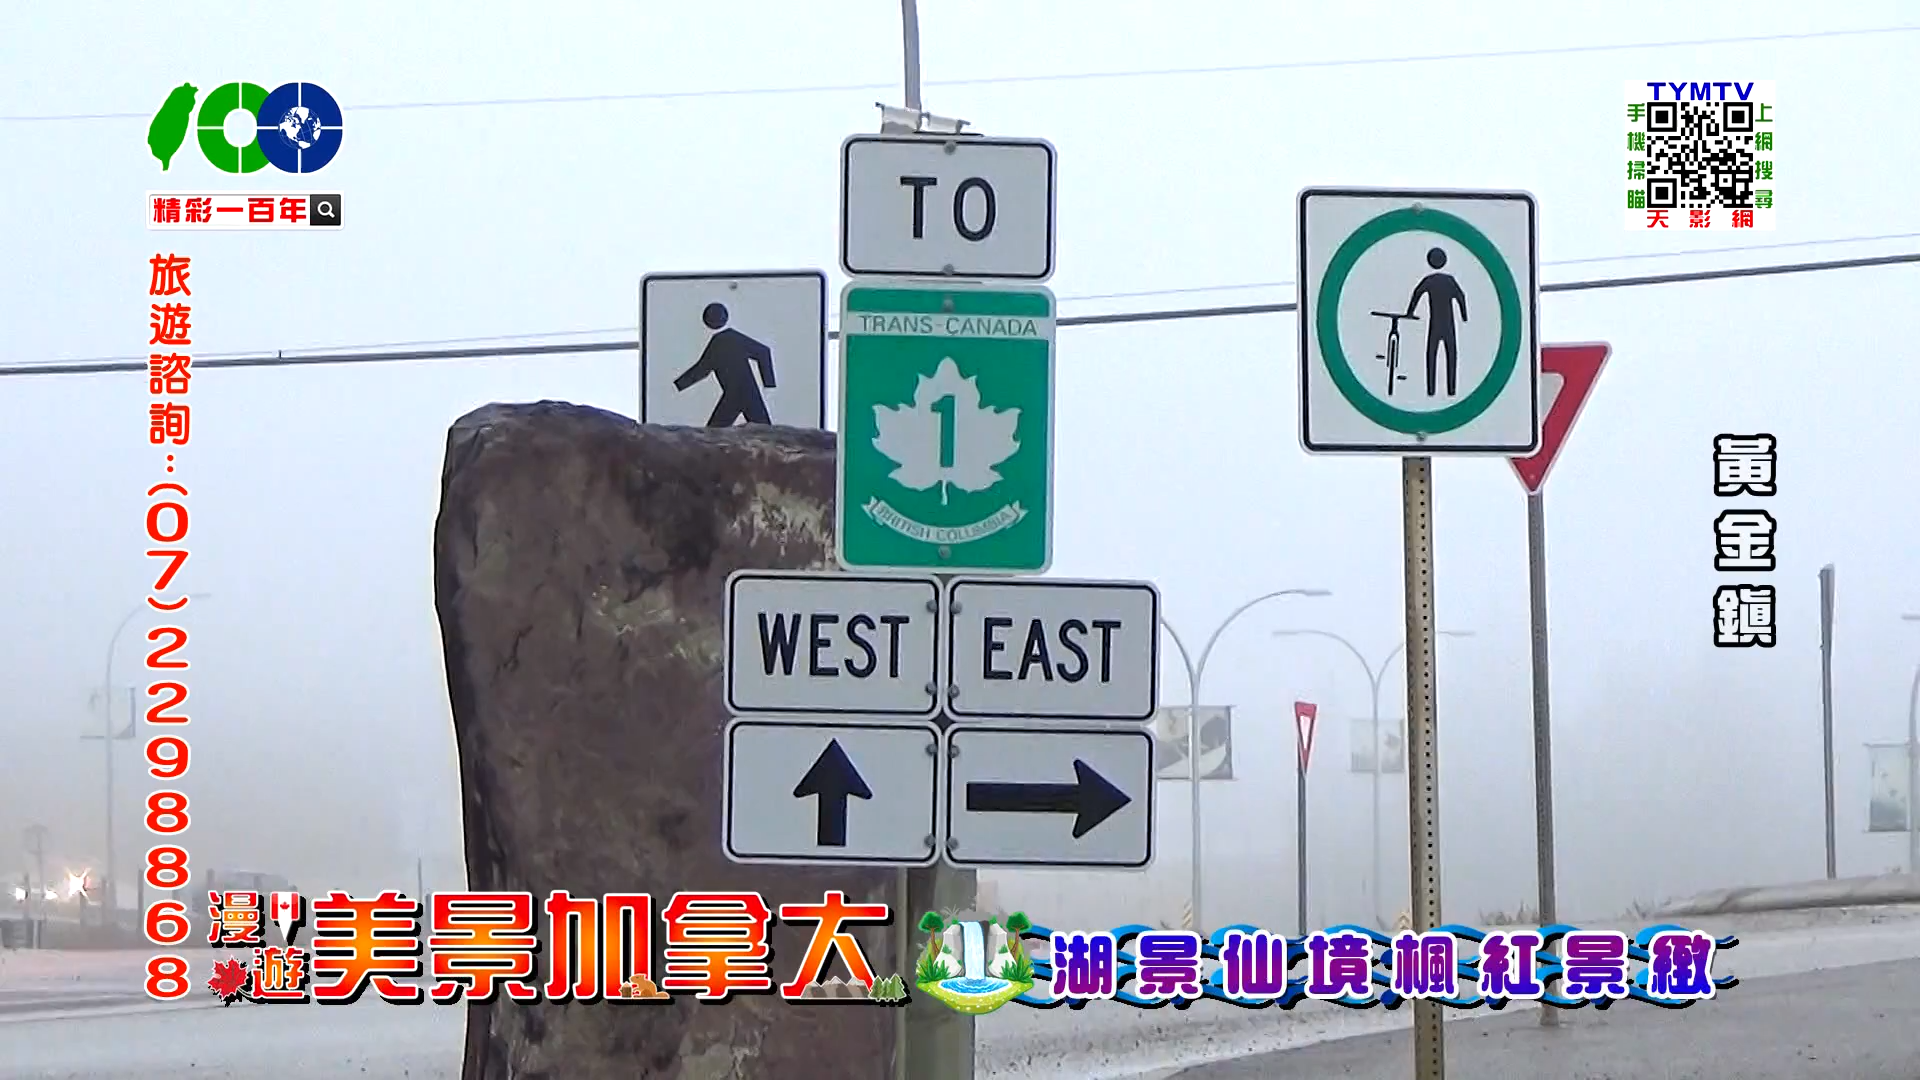 100
精彩一百年
旅遊諮詢:(07)2298868
TYMTV
手機掃瞄
上網搜尋
天影網
黃金鎮
TO
TRANS-CANADA
1
BRITISH COLUMBIA
WEST
EAST
漫遊美景加拿大
湖景仙境楓紅景緻